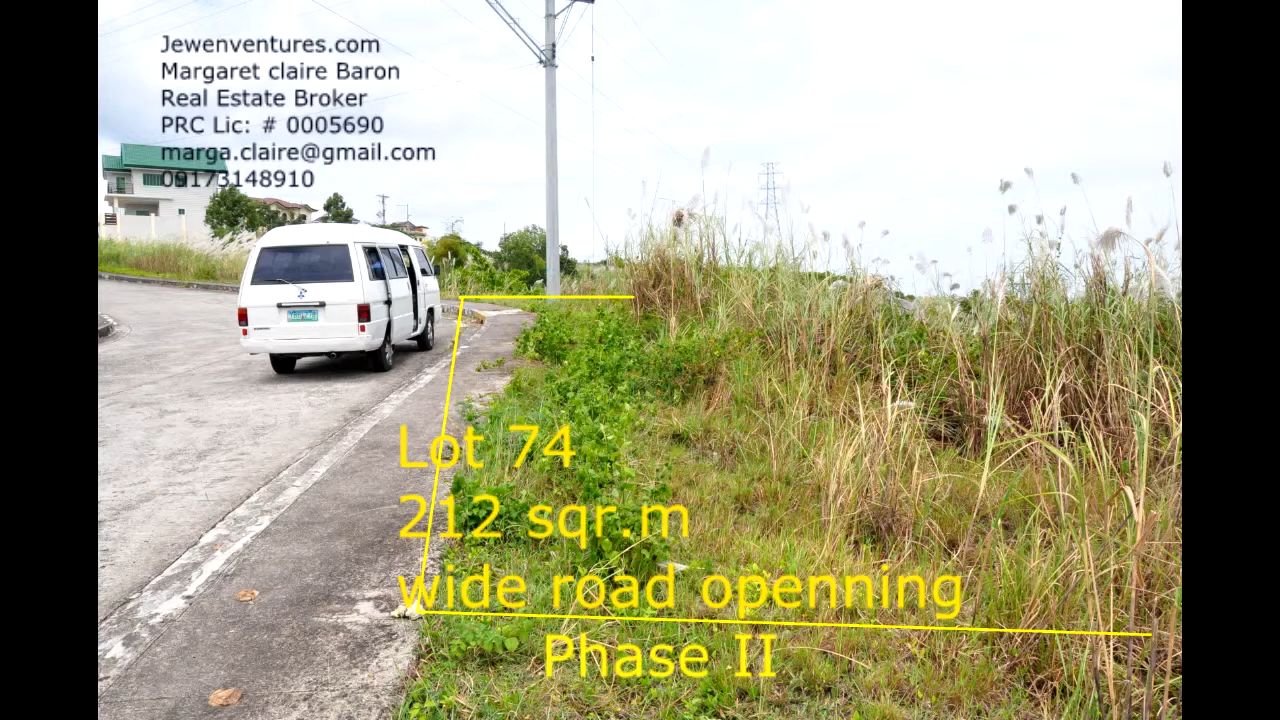 Jewenventures.com
Margaret claire Baron
Real Estate Broker
PRC Lic: # 0005690
marga.claire@gmail.com
09173148910
Lot 74
212 sqr.m
wide road openning
Phase II